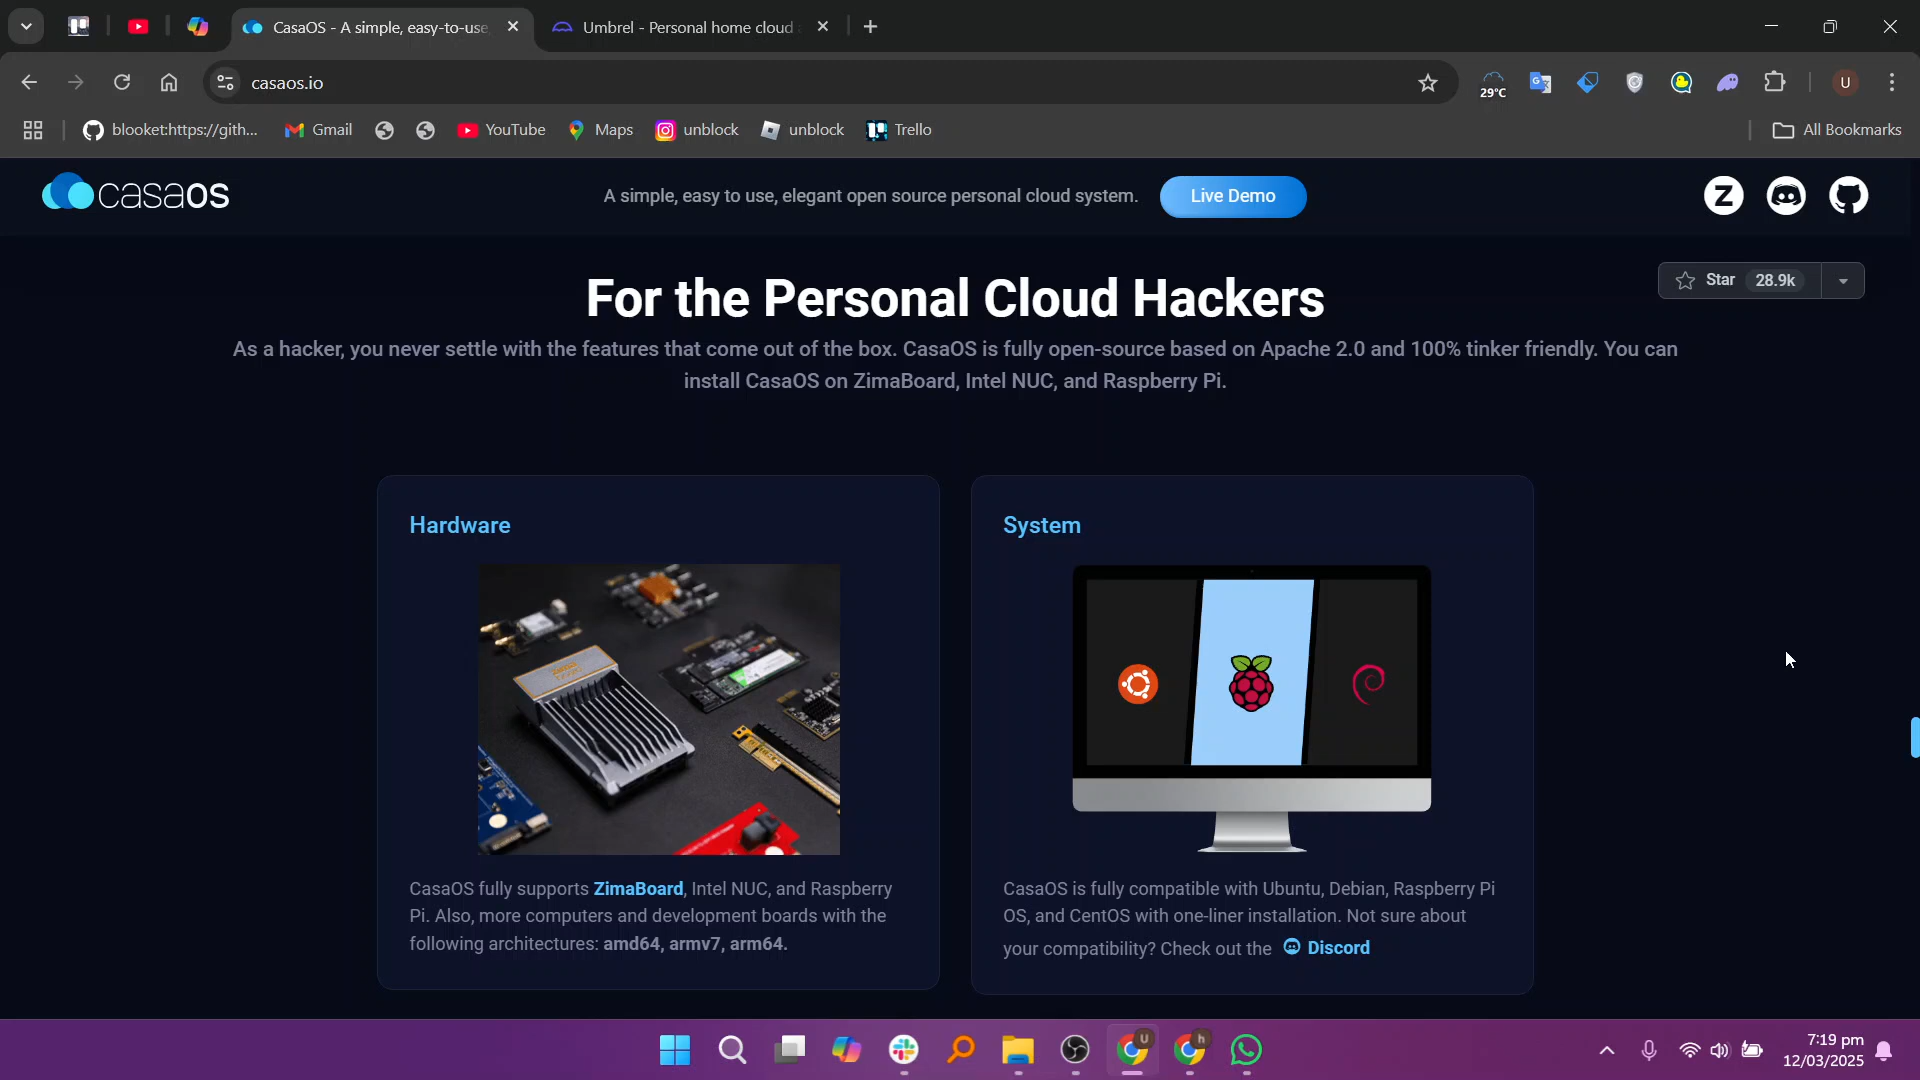 CasaOS - A simple, easy-to-use,
Umbrel - Personal home cloud
casaos.io
29°C
U
blooket:https://gith...
Gmail
YouTube
Maps
unblock
unblock
Trello
All Bookmarks
casaos
A simple, easy to use, elegant open source personal cloud system.
Live Demo
Z
For the Personal Cloud Hackers
Star 28.9k
As a hacker, you never settle with the features that come out of the box. CasaOS is fully open-source based on Apache 2.0 and 100% tinker friendly. You can
install CasaOS on ZimaBoard, Intel NUC, and Raspberry Pi.
Hardware
System
CasaOS fully supports ZimaBoard, Intel NUC, and Raspberry
Pi. Also, more computers and development boards with the
following architectures: amd64, armv7, arm64.
CasaOS is fully compatible with Ubuntu, Debian, Raspberry Pi
OS, and CentOS with one-liner installation. Not sure about
your compatibility? Check out the Discord
U
h
7:19 pm
12/03/2025